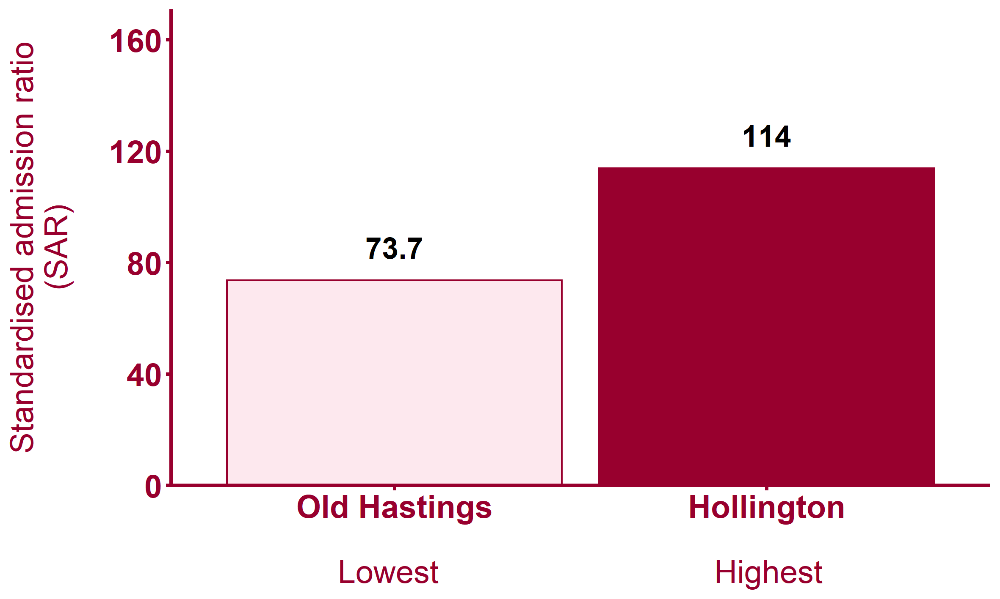 Standardised admission ratio
(SAR)
160
120
80
40
0
73.7
114
Old Hastings
Hollington
Lowest
Highest